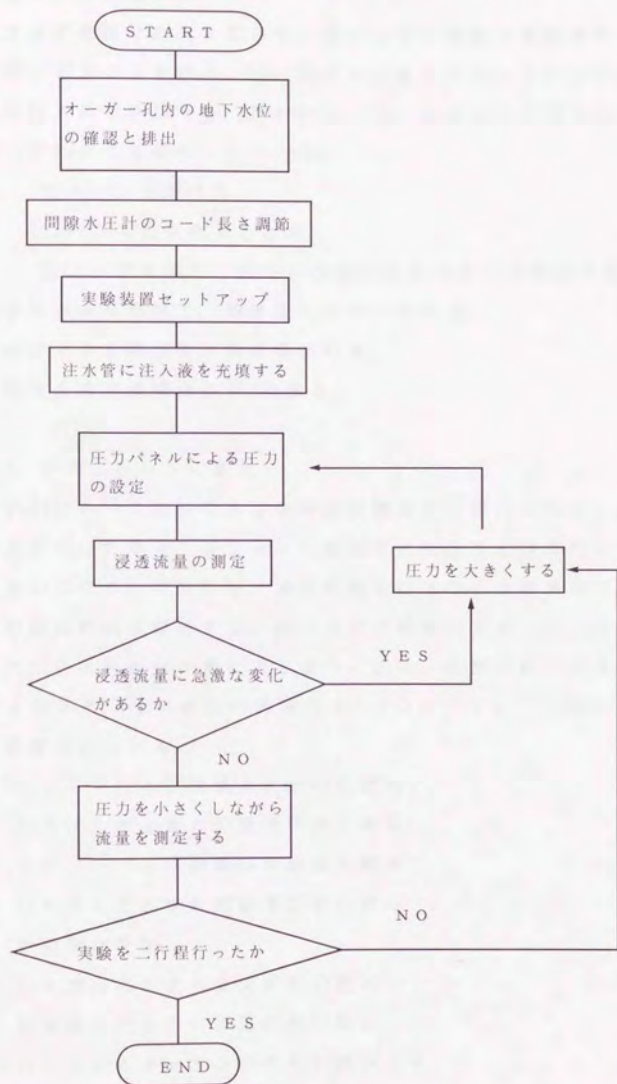 START
オーガー孔内の地下水位
の確認と排出
間隙水圧計のコード長さ調節
実験装置セットアップ
注水管に注入液を充填する
圧力パネルによる圧力
の設定
浸透流量の測定
圧力を大きくする
YES
浸透流量に急激な変化
があるか
NO
圧力を小さくしながら
流量を測定する
NO
実験を二行程行ったか
YES
END